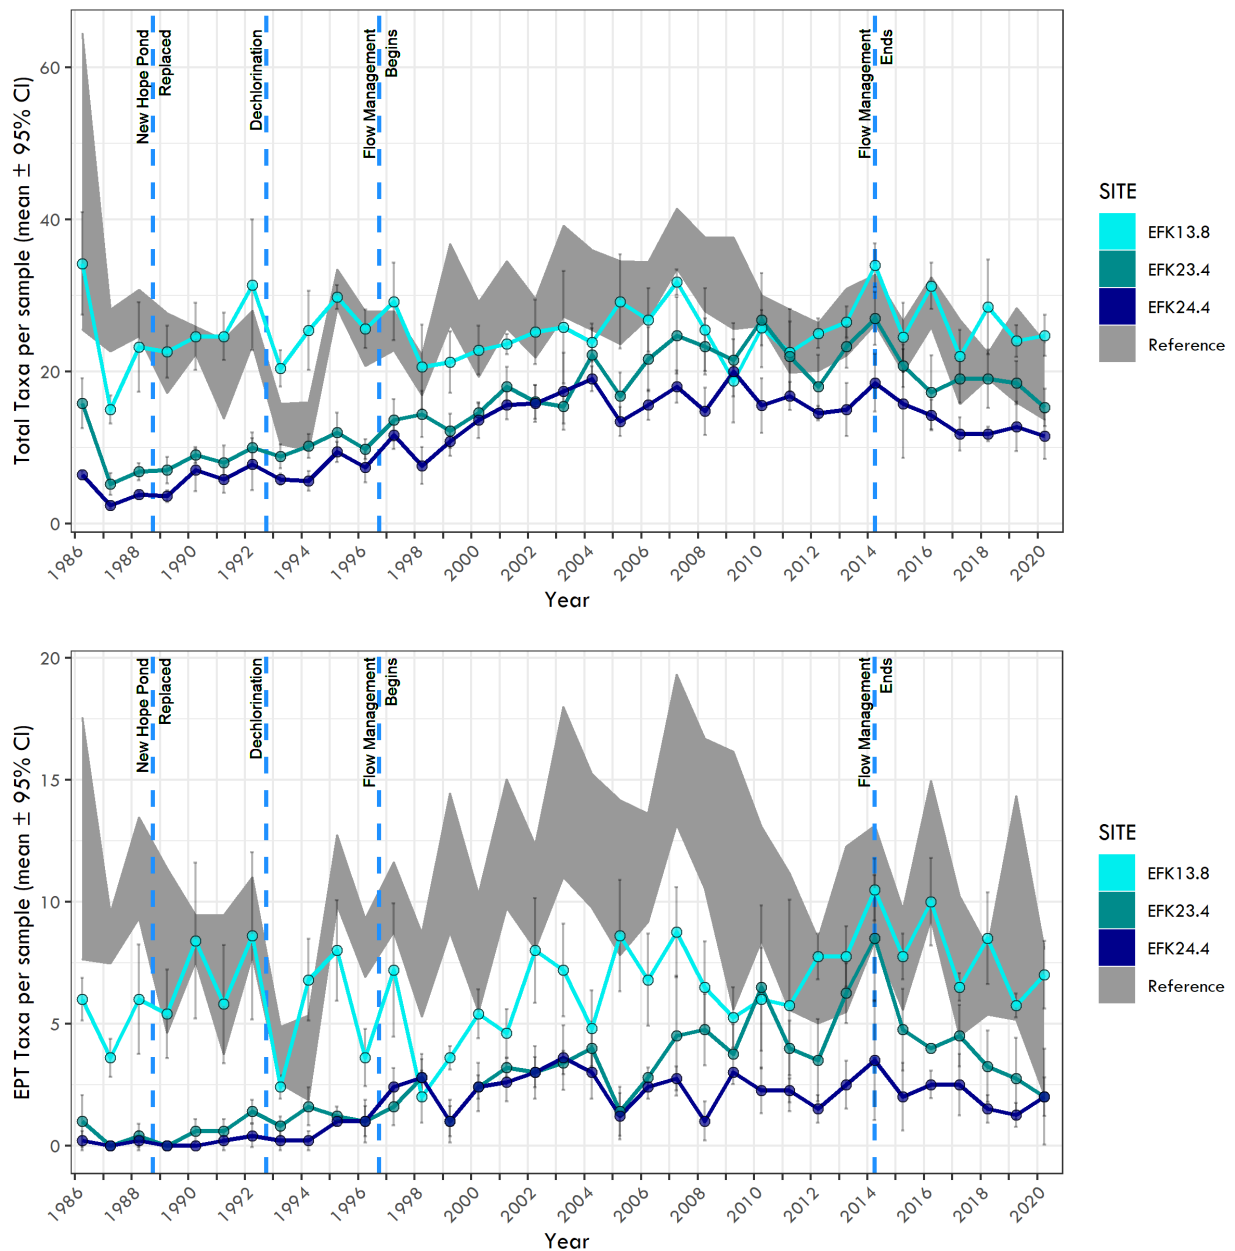 Total Taxa per sample (mean ± 95% CI)
60
40
20
0
New Hope Pond
Replaced
Dechlorination
Flow Management
Begins
Flow Management
Ends
1986
1988
1990
1992
1994
1996
1998
2000
2002
2004
2006
2008
2010
2012
2014
2016
2018
2020
Year
SITE
EFK13.8
EFK23.4
EFK24.4
Reference
EPT Taxa per sample (mean ± 95% CI)
20
15
10
5
0
New Hope Pond
Replaced
Dechlorination
Flow Management
Begins
Flow Management
Ends
1986
1988
1990
1992
1994
1996
1998
2000
2002
2004
2006
2008
2010
2012
2014
2016
2018
2020
Year
SITE
EFK13.8
EFK23.4
EFK24.4
Reference